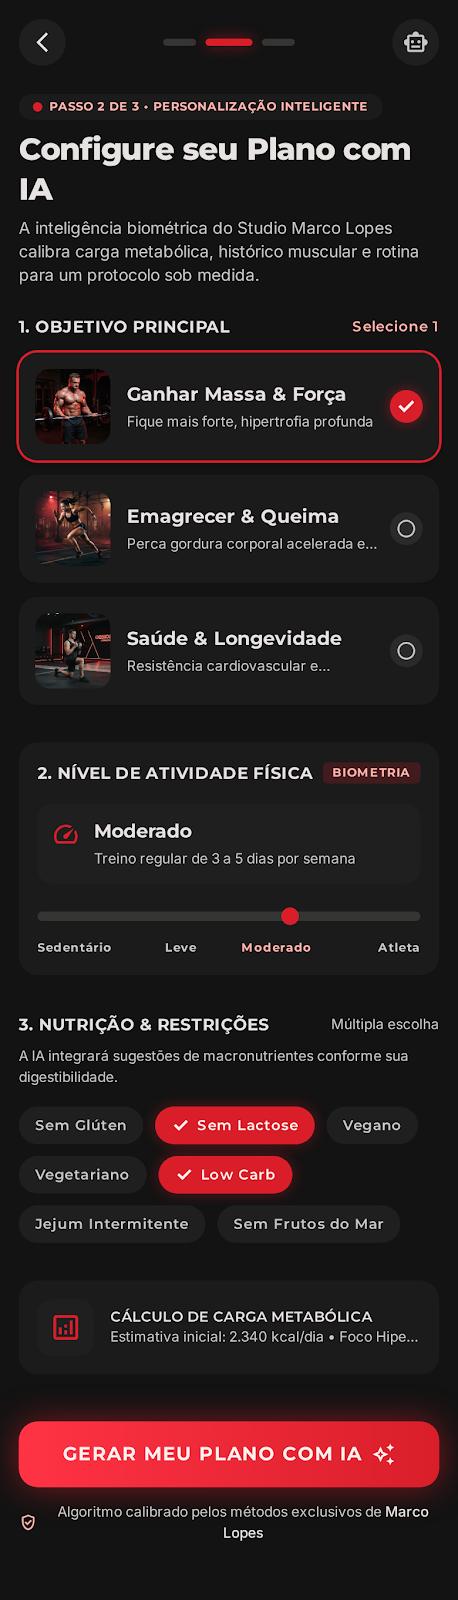 PASSO 2 DE 3 • PERSONALIZAÇÃO INTELIGENTE
Configure seu Plano com
IA
A inteligência biométrica do Studio Marco Lopes
calibra carga metabólica, histórico muscular e rotina
para um protocolo sob medida.
1. OBJETIVO PRINCIPAL
Selecione 1
Ganhar Massa & Força
Fique mais forte, hipertrofia profunda
Emagrecer & Queima
Perca gordura corporal acelerada e...
Saúde & Longevidade
Resistência cardiovascular e...
2. NÍVEL DE ATIVIDADE FÍSICA
BIOMETRIA
Moderado
Treino regular de 3 a 5 dias por semana
Sedentário
Leve
Moderado
Atleta
3. NUTRIÇÃO & RESTRIÇÕES
Múltipla escolha
A IA integrará sugestões de macronutrientes conforme sua
digestibilidade.
Sem Glúten
Sem Lactose
Vegano
Vegetariano
Low Carb
Jejum Intermitente
Sem Frutos do Mar
CÁLCULO DE CARGA METABÓLICA
Estimativa inicial: 2.340 kcal/dia • Foco Hipe...
GERAR MEU PLANO COM IA
Algoritmo calibrado pelos métodos exclusivos de Marco
Lopes